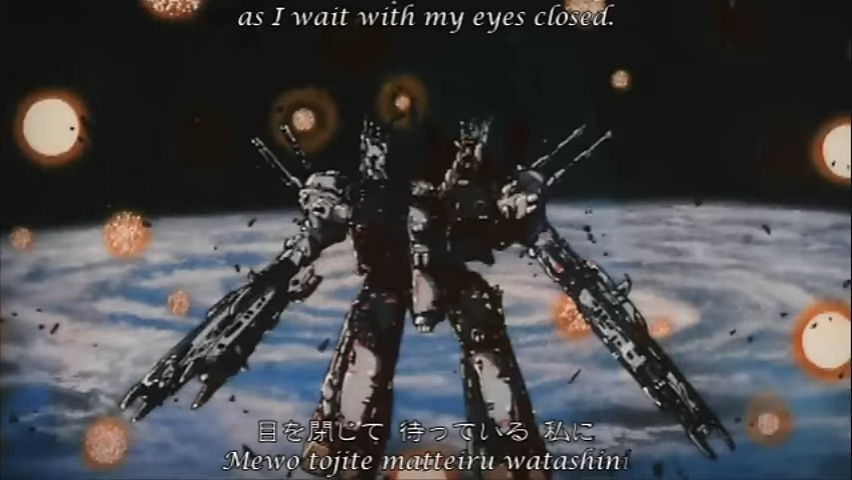 as I wait with my eyes closed.
目を閉じて 待っている 私に
Mewo tojite matteiru watashini